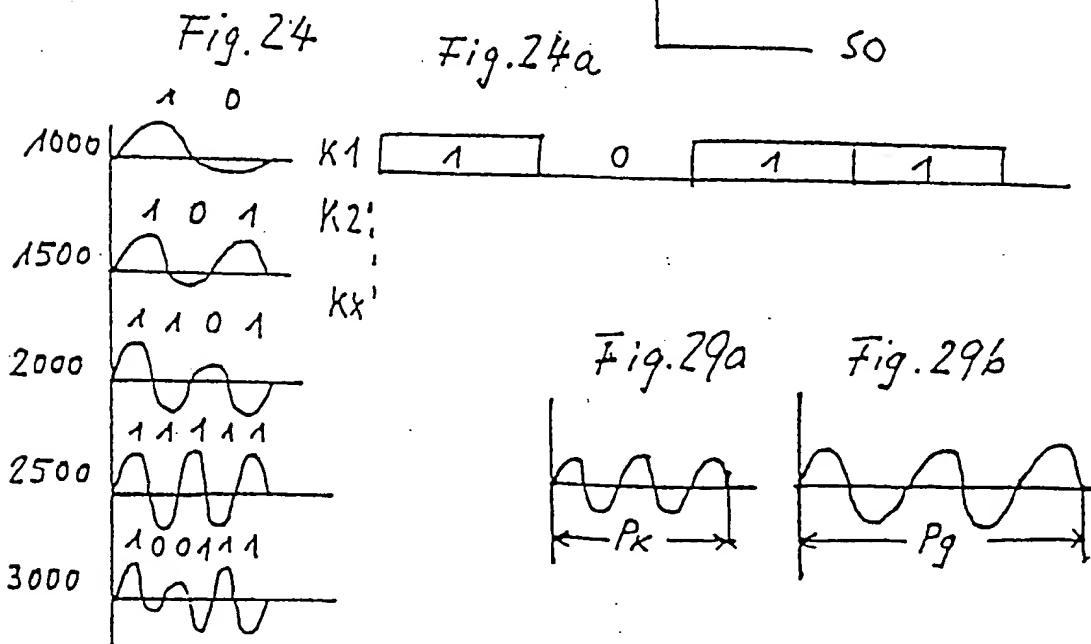 Fig. 24
Fig. 24a
SO
1 0
1000
K1 1 0 1 1
1 0 1
K2
1500
Kx
1 1 0 1
2000
Fig. 29a
Fig. 29b
1 1 1 1 1
2500
Pk
Pg
1 0 0 1 1 1
3000